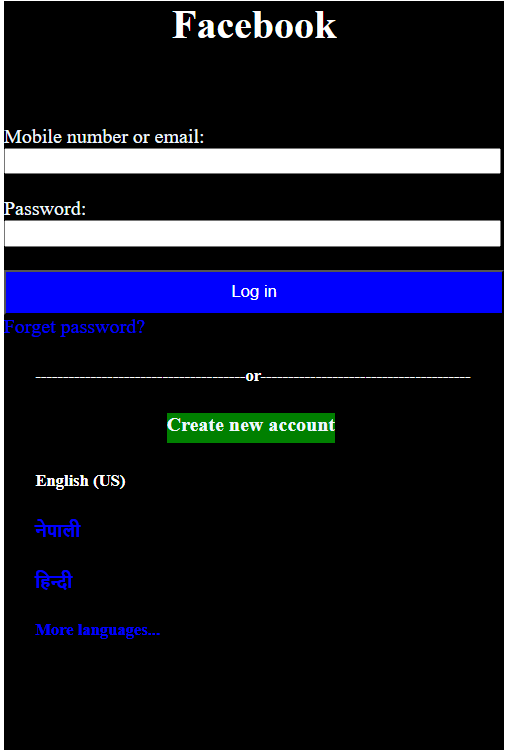 Facebook
Mobile number or email:
Password:
Log in
Forget password?
--------------------------------------or--------------------------------------
Create new account
English (US)
नेपाली
हिन्दी
More languages...